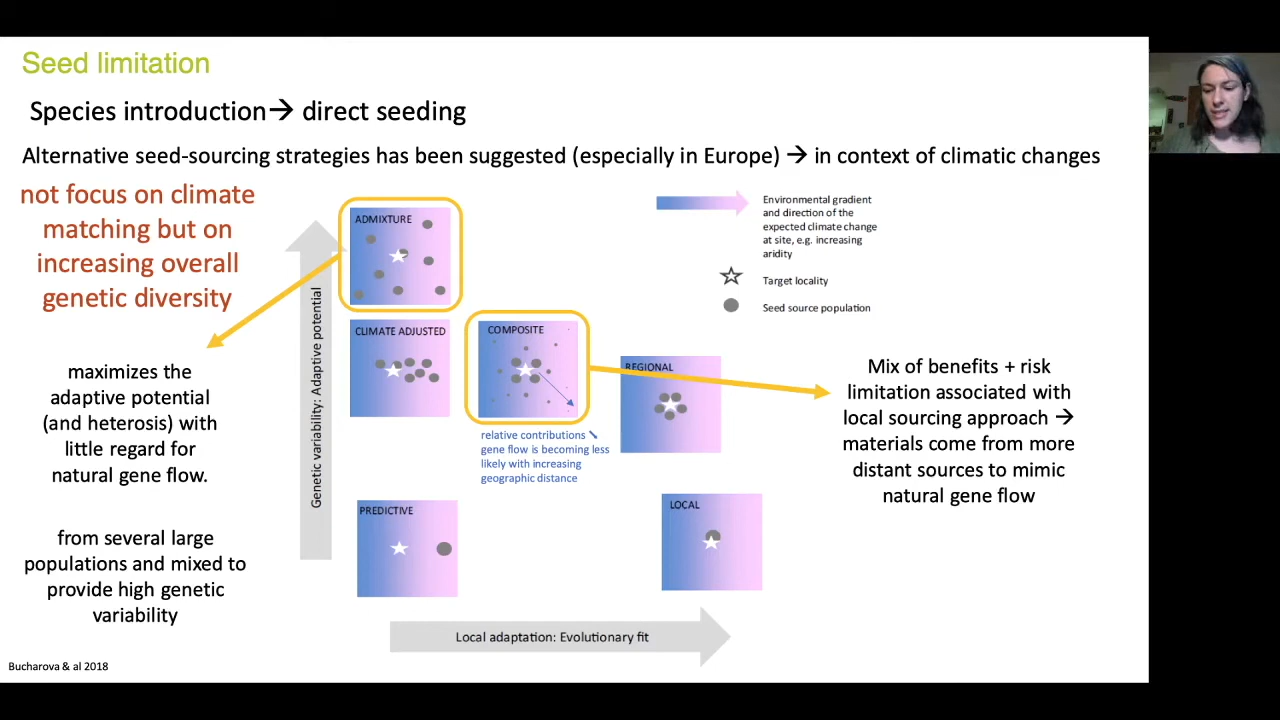 Seed limitation
Species introduction→ direct seeding
Alternative seed-sourcing strategies has been suggested (especially in Europe) → in context of climatic changes
not focus on climate
matching but on
increasing overall
genetic diversity
maximizes the
adaptive potential
(and heterosis) with
little regard for
natural gene flow.
from several large
populations and mixed to
provide high genetic
variability
Bucharova & al 2018
Genetic variability: Adaptive potential
ADMIXTURE
CLIMATE ADJUSTED
COMPOSITE
relative contributions ↘
gene flow is becoming less
likely with increasing
geographic distance
REGIONAL
PREDICTIVE
LOCAL
Local adaptation: Evolutionary fit
Environmental gradient
and direction of the
expected climate change
at site, e.g. increasing
aridity
Target locality
Seed source population
Mix of benefits + risk
limitation associated with
local sourcing approach →
materials come from more
distant sources to mimic
natural gene flow